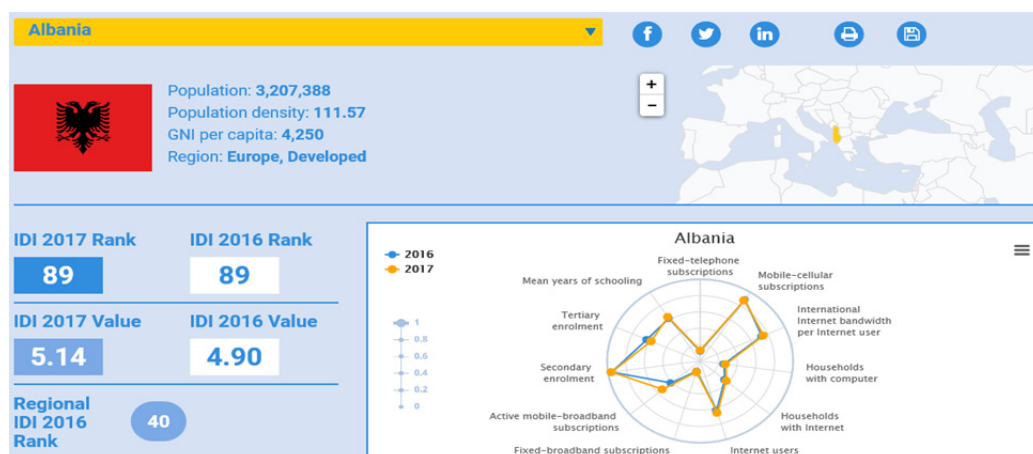 Albania
Population: 3,207,388
Population density: 111.57
GNI per capita: 4,250
Region: Europe, Developed
+
−
IDI 2017 Rank
IDI 2016 Rank
89
89
IDI 2017 Value
IDI 2016 Value
5.14
4.90
Regional
IDI 2016
Rank
40
Albania
2016
2017
1
0.8
0.6
0.4
0.2
0
Fixed-telephone
subscriptions
Mobile-cellular
subscriptions
International
Internet bandwidth
per Internet user
Households
with computer
Households
with Internet
Internet users
Fixed-broadband subscriptions
Active mobile-broadband
subscriptions
Secondary
enrolment
Tertiary
enrolment
Mean years of schooling